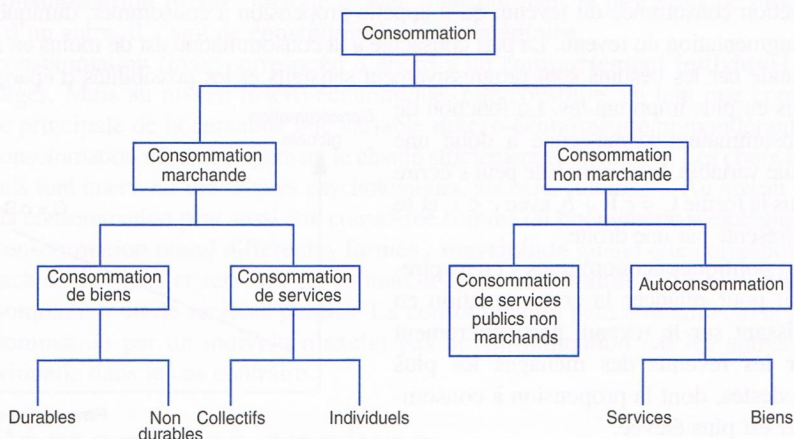 Consommation
Consommation
marchande
Consommation
non marchande
Consommation
de biens
Consommation
de services
Consommation
de services
publics non
marchands
Autoconsommation
Durables
Non
durables
Collectifs
Individuels
Services
Biens